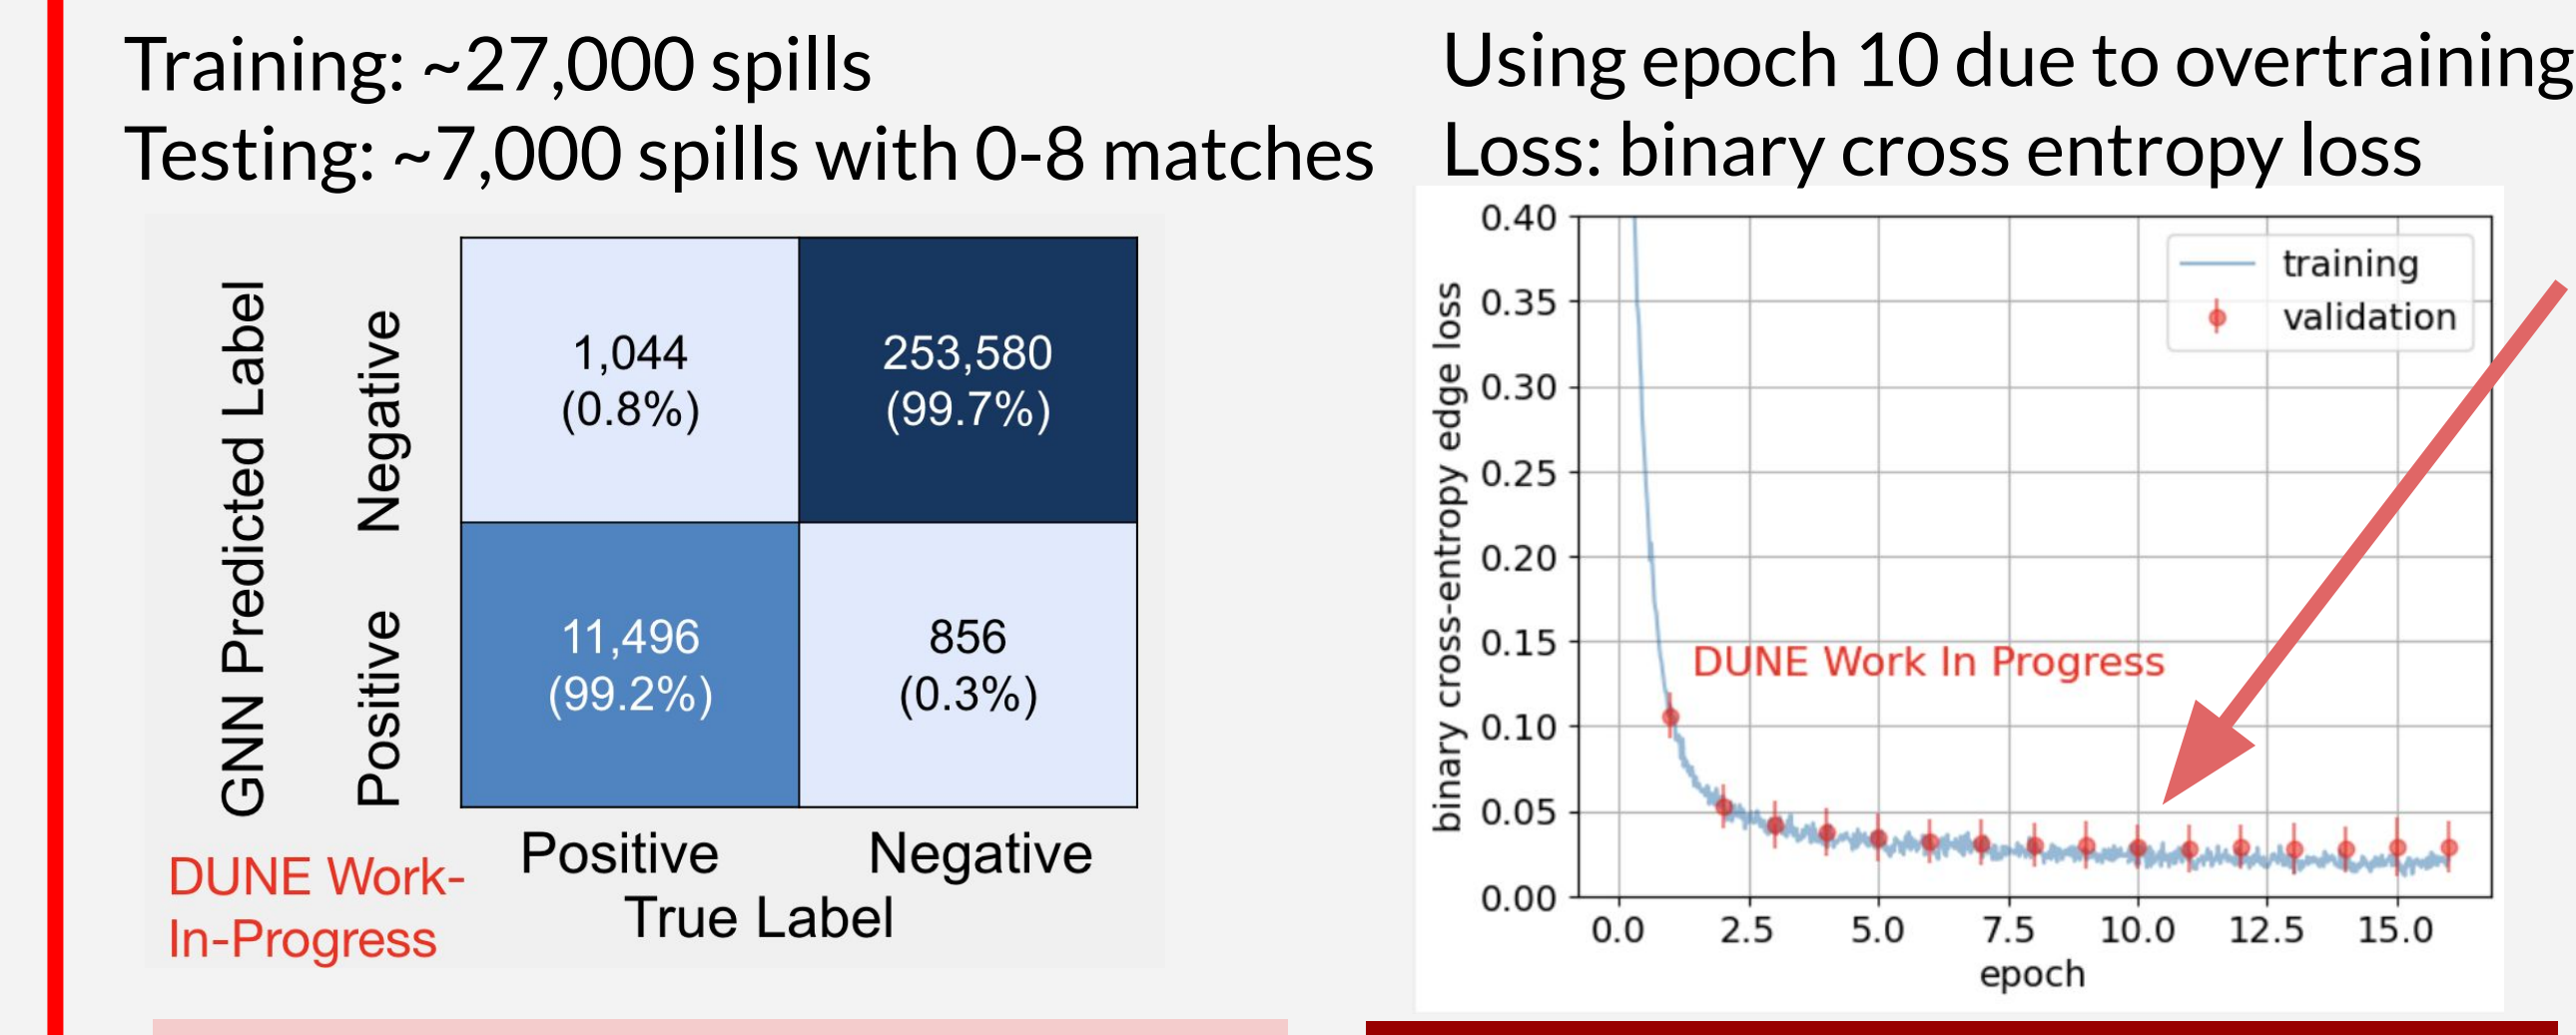 Training: ~27,000 spills
Testing: ~7,000 spills with 0-8 matches
GNN Predicted Label
Negative
Positive
1,044
(0.8%)
253,580
(99.7%)
11,496
(99.2%)
856
(0.3%)
Positive
Negative
True Label
DUNE Work-
In-Progress
Using epoch 10 due to overtraining
Loss: binary cross entropy loss
binary cross-entropy edge loss
0.40
0.35
0.30
0.25
0.20
0.15
0.10
0.05
0.00
training
validation
DUNE Work In Progress
0.0
2.5
5.0
7.5
10.0
12.5
15.0
epoch